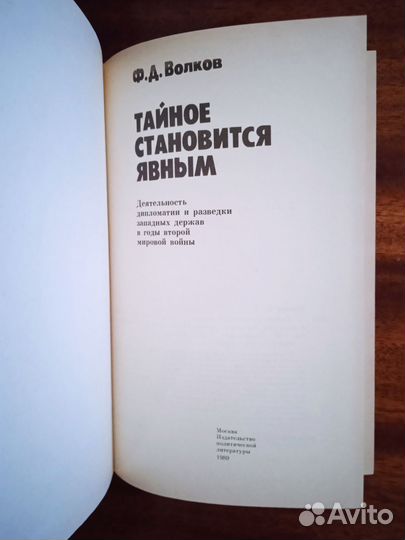 Ф.Д. Волков
ТАЙНОЕ
СТАНОВИТСЯ
ЯВНЫМ
Деятельность
дипломатии и разведки
западных держав
в годы второй
мировой войны
Москва
Издательство
политической
литературы
1989
Avito